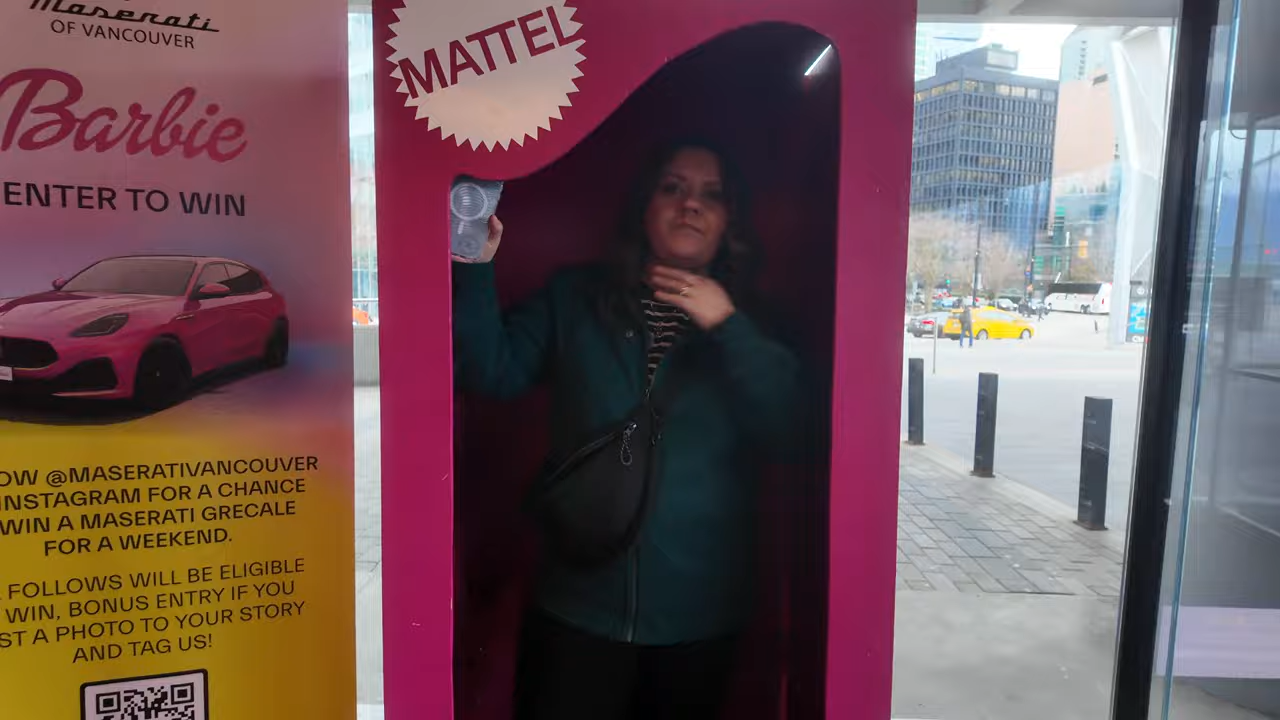 Maserati
OF VANCOUVER
Barbie
ENTER TO WIN
OW @MASERATIVANCOUVER
INSTAGRAM FOR A CHANCE
WIN A MASERATI GRECALE
FOR A WEEKEND.
FOLLOWS WILL BE ELIGIBLE
WIN, BONUS ENTRY IF YOU
ST A PHOTO TO YOUR STORY
AND TAG US!
MATTEL